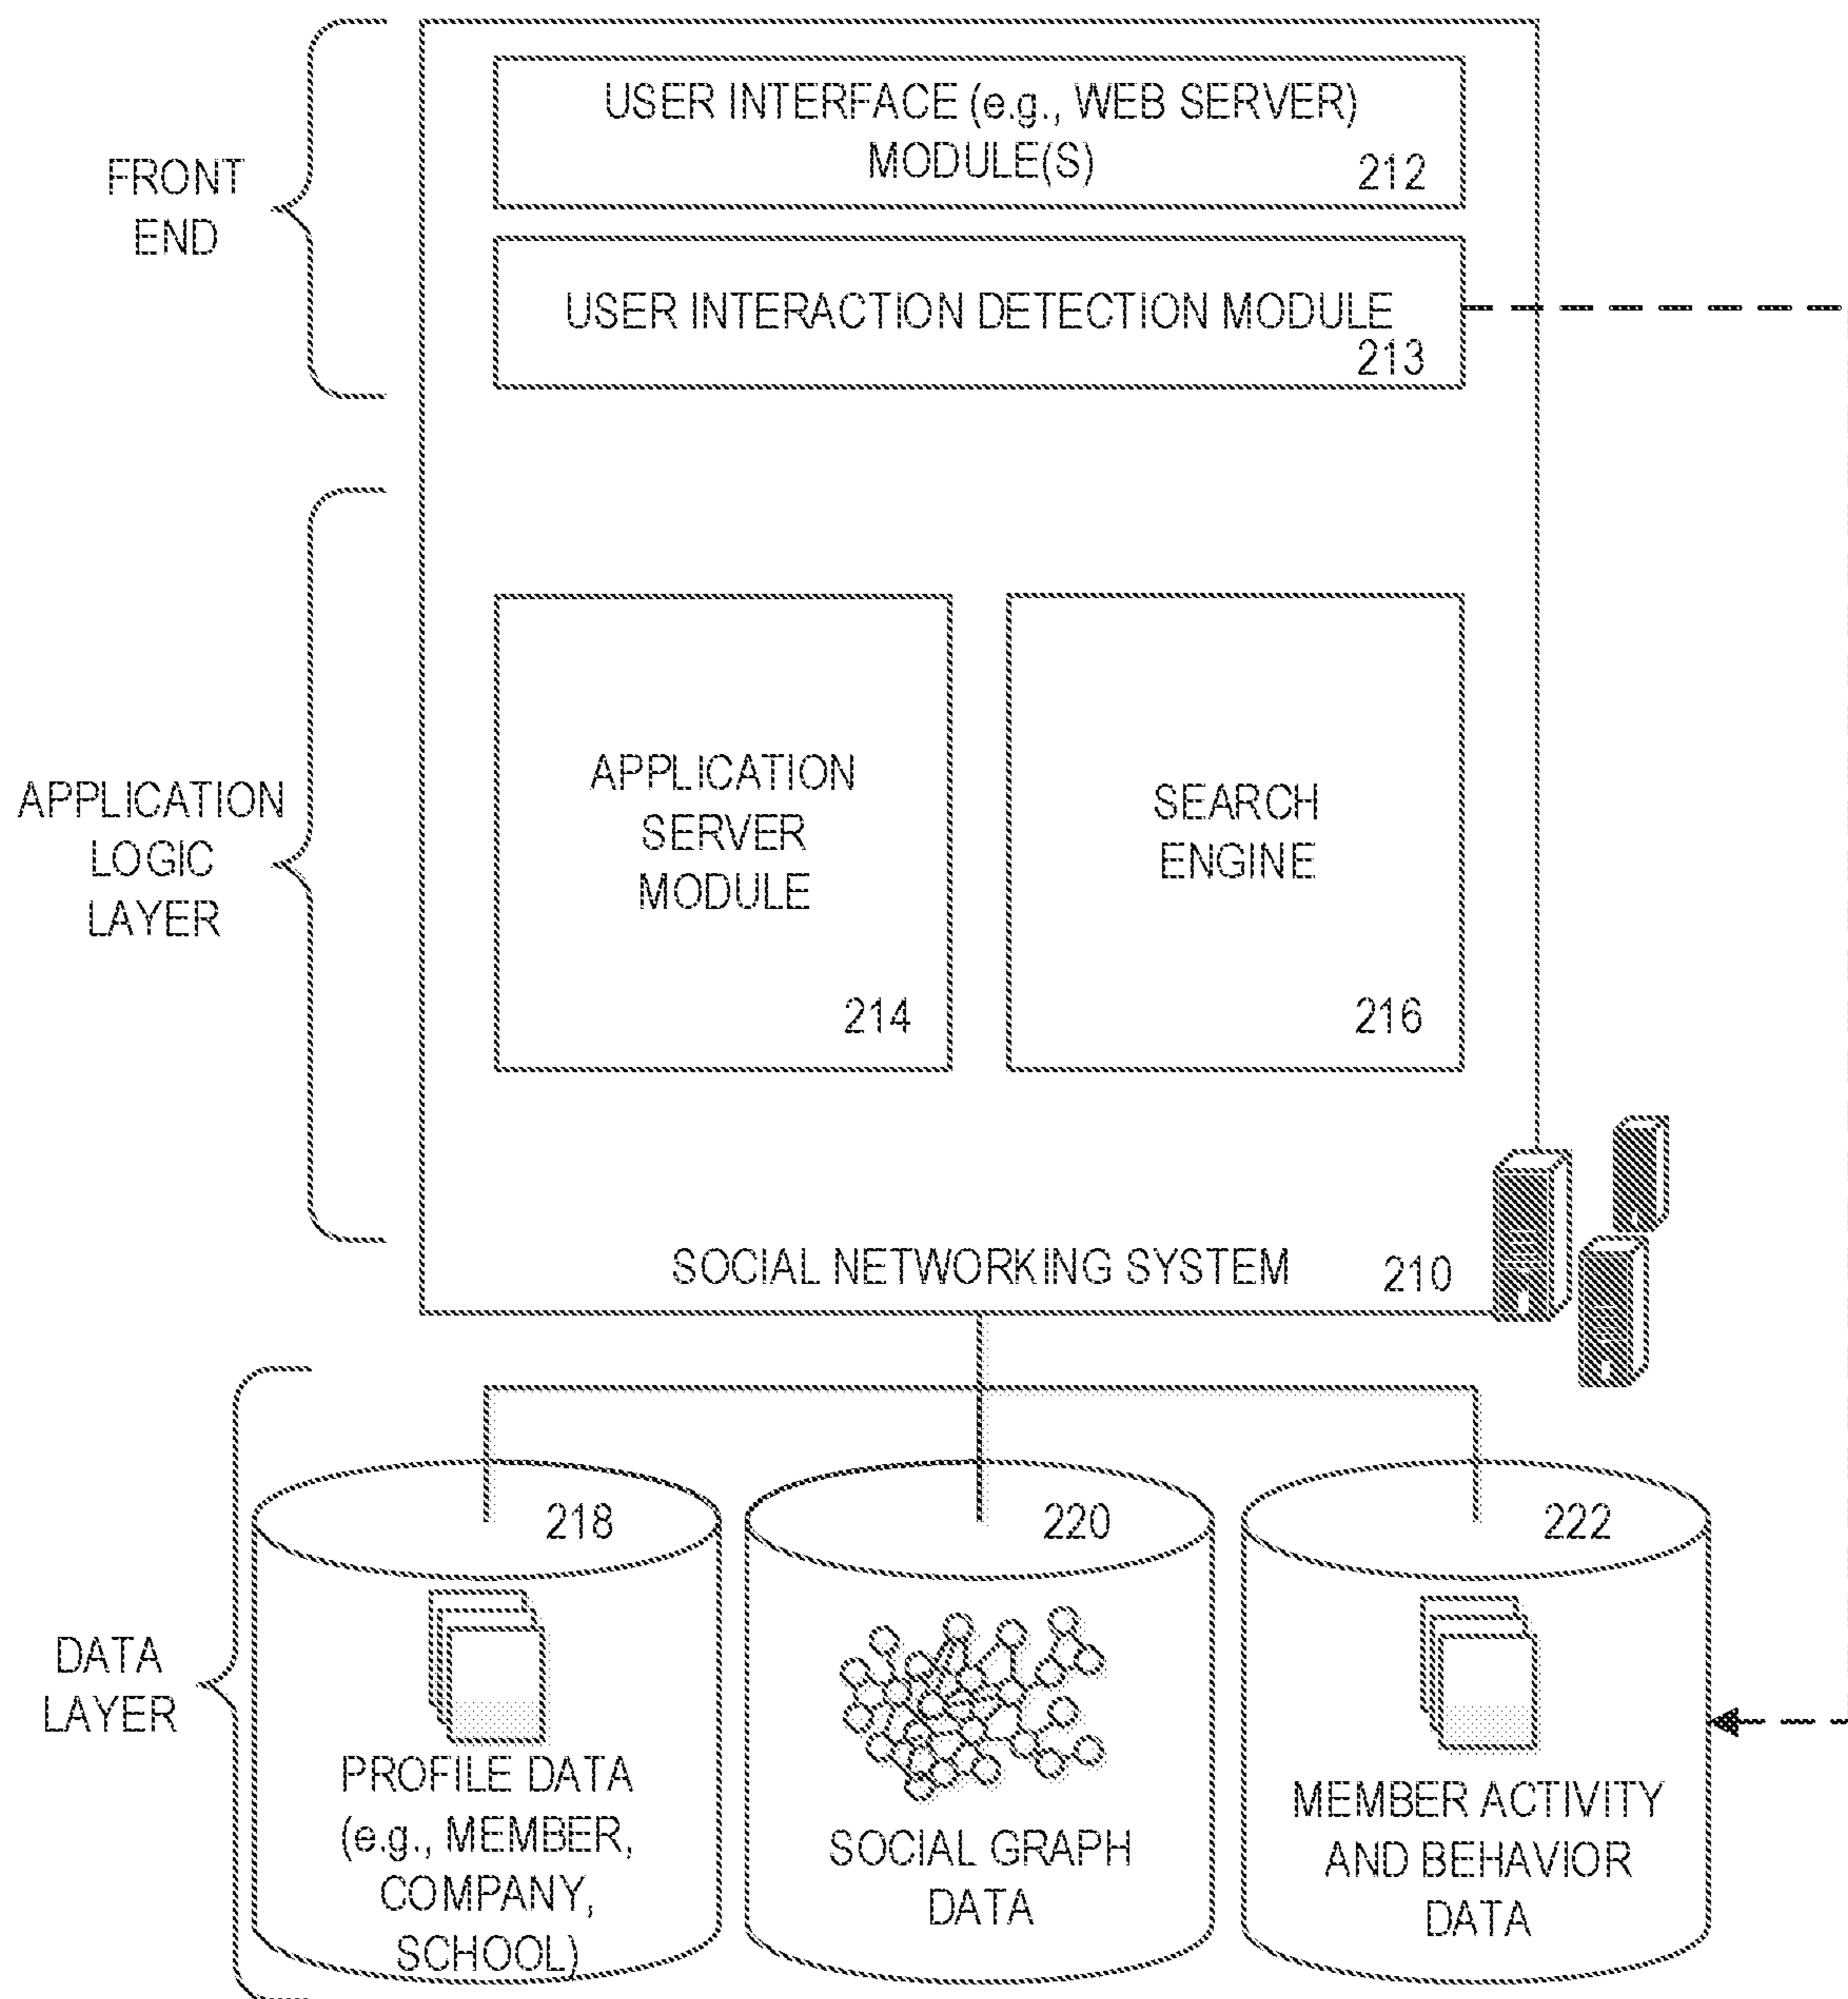 FRONT
END
USER INTERFACE (e.g., WEB SERVER)
MODULE(S)
212
USER INTERACTION DETECTION MODULE
213
APPLICATION
LOGIC
LAYER
APPLICATION
SERVER
MODULE
214
SEARCH
ENGINE
216
SOCIAL NETWORKING SYSTEM
210
DATA
LAYER
218
PROFILE DATA
(e.g., MEMBER,
COMPANY,
SCHOOL)
220
SOCIAL GRAPH
DATA
222
MEMBER ACTIVITY
AND BEHAVIOR
DATA